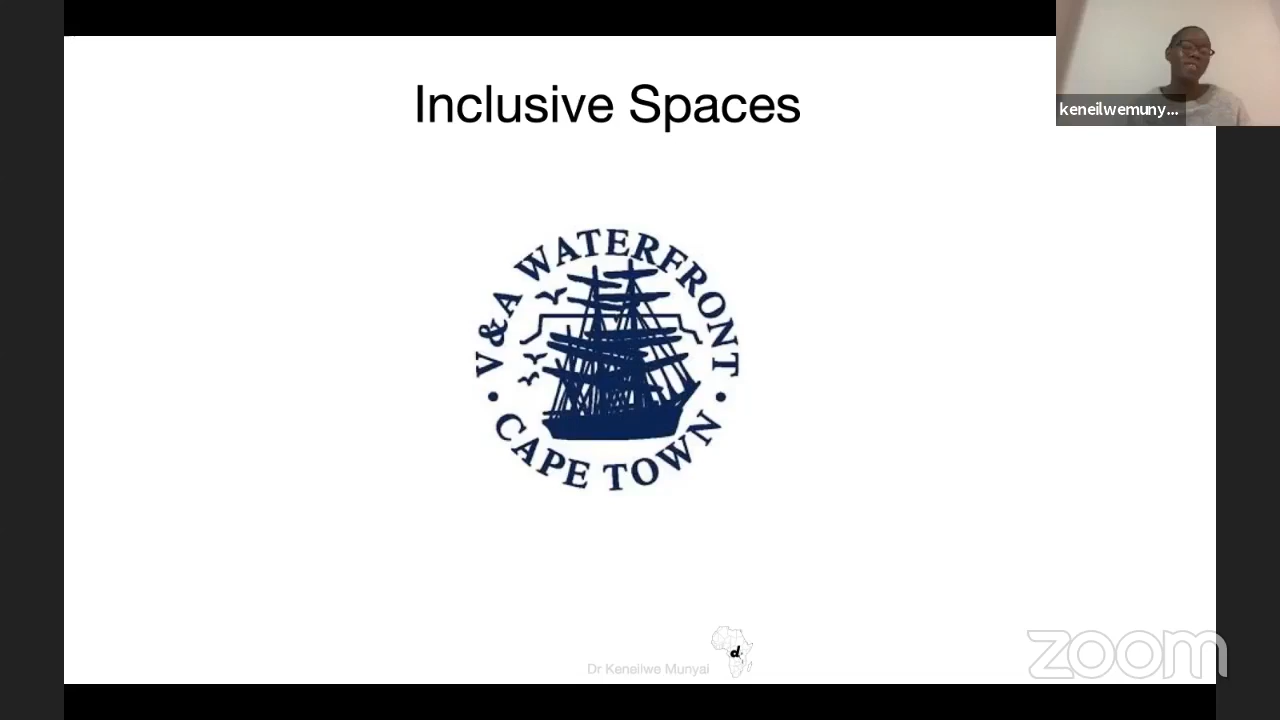 Inclusive Spaces
keneilwemuny...
V&A WATERFRONT
• CAPE TOWN •
Dr Keneilwe Munyai
d.
zoom